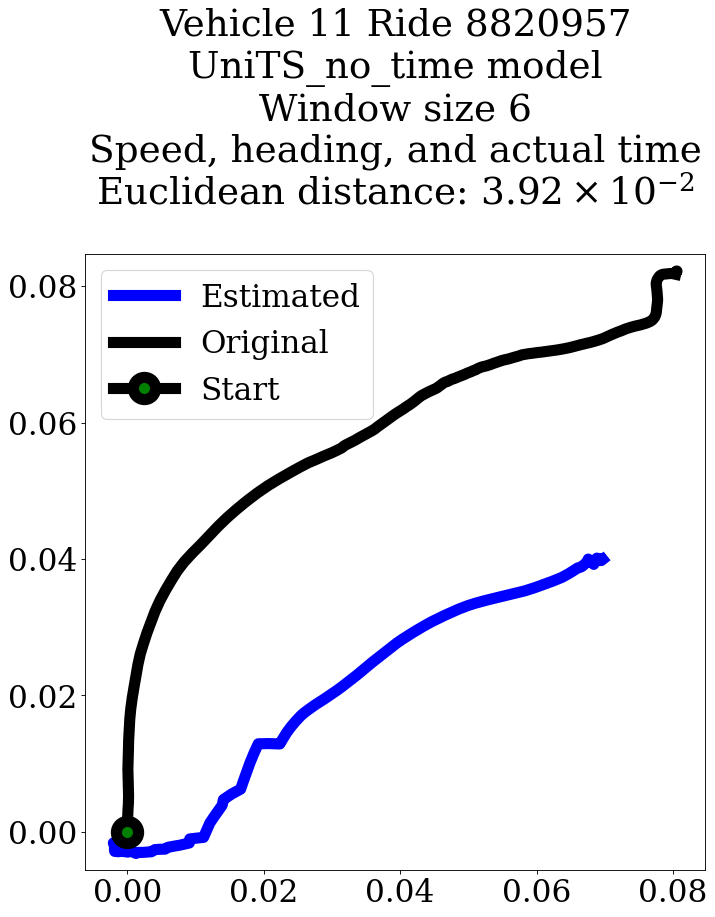 Vehicle 11 Ride 8820957
UniTS_no_time model
Window size 6
Speed, heading, and actual time
Euclidean distance: 3.92 × 10⁻²
Estimated
Original
Start
0.08
0.06
0.04
0.02
0.00
0.00 0.02 0.04 0.06 0.08